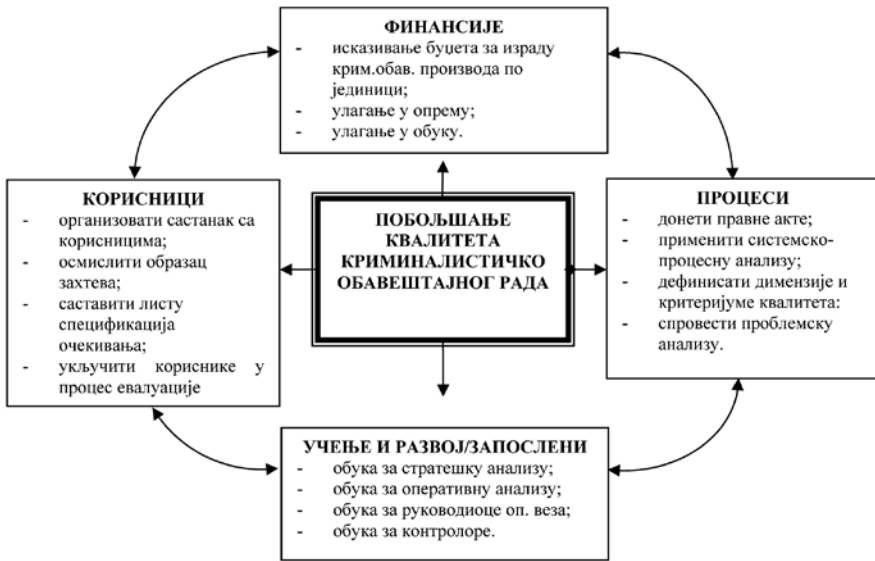 ФИНАНСИЈЕ
- исказивање буџета за израду
крим.обав. производа по
јединици;
- улагање у опрему;
- улагање у обуку.
КОРИСНИЦИ
- организовати састанак са
корисницима;
- осмислити образац
захтева;
- саставити листу
спецификација
очекивања;
- укључити кориснике у
процес евалуације
ПОБОЉШАЊЕ
КВАЛИТЕТА
КРИМИНАЛИСТИЧКО
ОБАВЕШТАЈНОГ РАДА
ПРОЦЕСИ
- донети правне акте;
- применити системско-
процесну анализу;
- дефинисати димензије и
критеријуме квалитета:
- спровести проблемску
анализу.
УЧЕЊЕ И РАЗВОЈ/ЗАПОСЛЕНИ
- обука за стратешку анализу;
- обука за оперативну анализу;
- обука за руководиоце оп. веза;
- обука за контролоре.